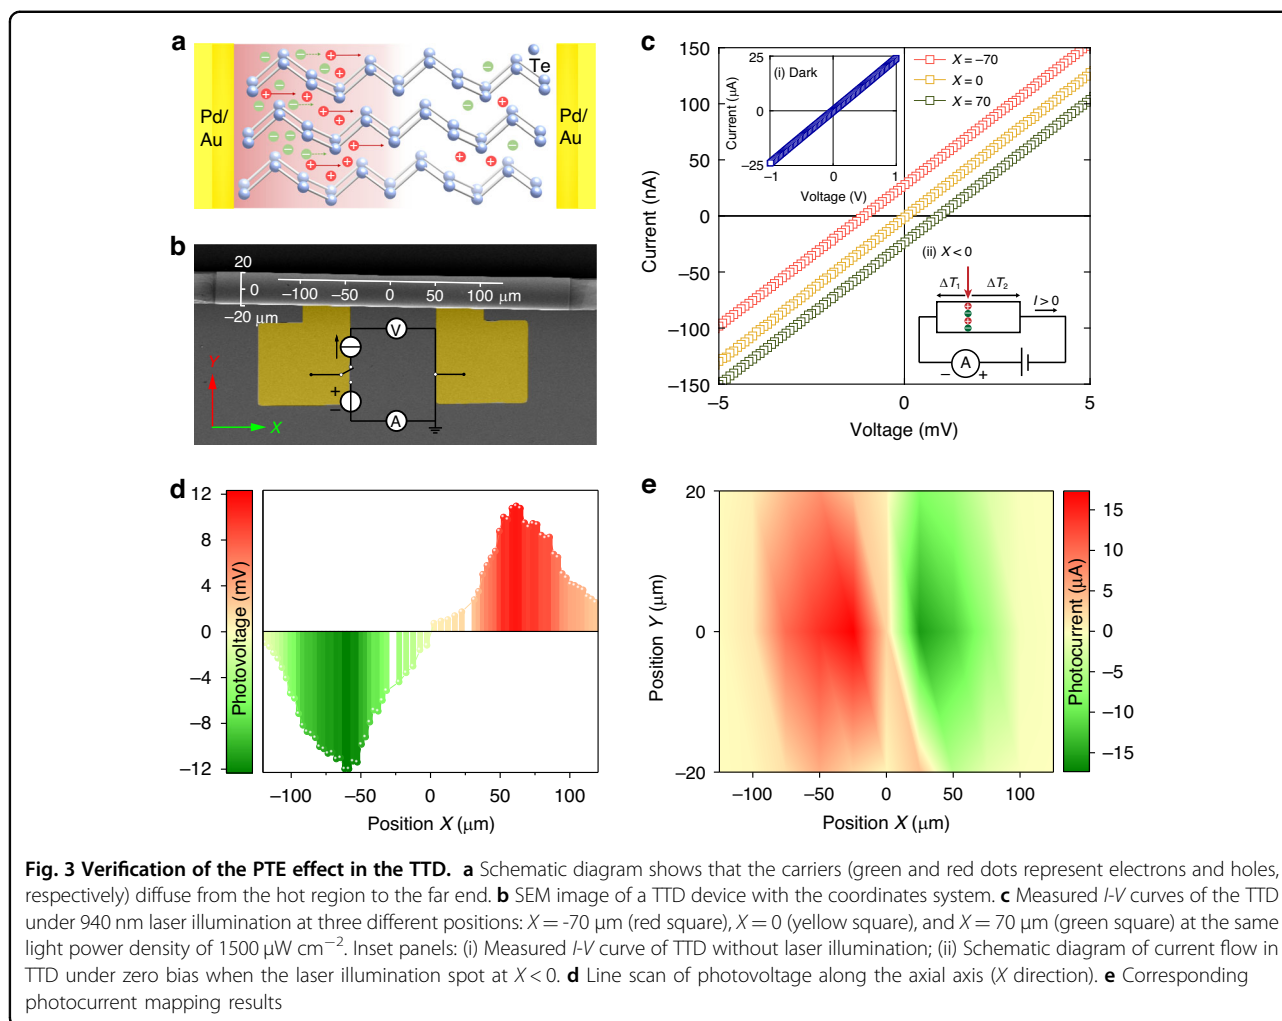 a
Te
Pd/
Au
Pd/
Au
b
20
0
−20 μm
−100
−50
0
50
100
μm
V
+
−
A
Y
X
c
150
100
50
0
−50
−100
−150
Current (nA)
−5
0
5
Voltage (mV)
X = −70
X = 0
X = 70
(i) Dark
25
0
−25
Current (μA)
−1
0
1
Voltage (V)
(ii) X < 0
ΔT1
ΔT2
I > 0
A
−
+
d
12
8
4
0
−4
−8
−12
Photovoltage (mV)
−100
−50
0
50
100
Position X (μm)
e
20
0
−20
Position Y (μm)
−100
−50
0
50
100
Position X (μm)
15
10
5
0
−5
−10
−15
Photocurrent (μA)
Fig. 3 Verification of the PTE effect in the TTD. a Schematic diagram shows that the carriers (green and red dots represent electrons and holes,
respectively) diffuse from the hot region to the far end. b SEM image of a TTD device with the coordinates system. c Measured I-V curves of the TTD
under 940 nm laser illumination at three different positions: X = -70 μm (red square), X = 0 (yellow square), and X = 70 μm (green square) at the same
light power density of 1500 μW cm⁻². Inset panels: (i) Measured I-V curve of TTD without laser illumination; (ii) Schematic diagram of current flow in
TTD under zero bias when the laser illumination spot at X < 0. d Line scan of photovoltage along the axial axis (X direction). e Corresponding
photocurrent mapping results